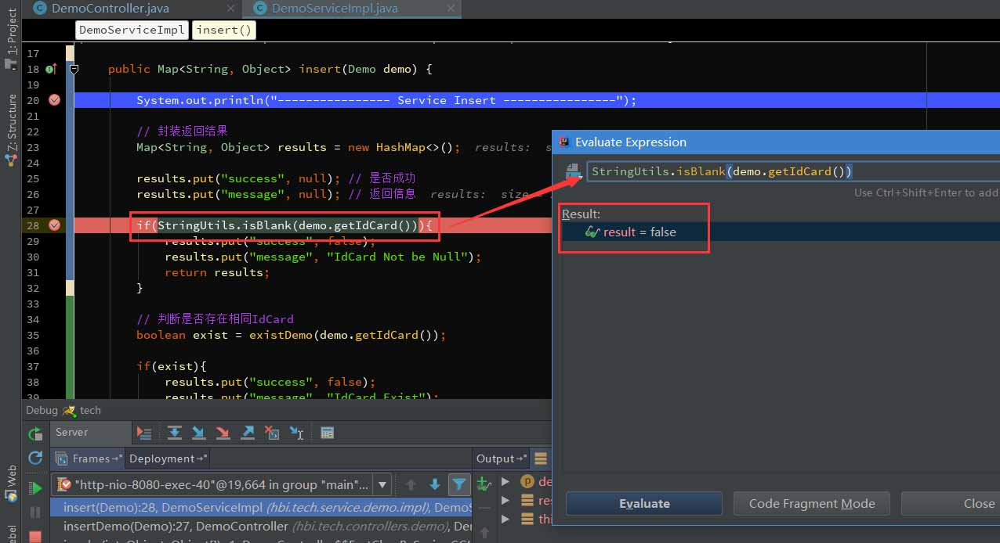 DemoController.java
DemoServiceImpl.java
DemoServiceImpl
insert()
1: Project
7: Structure
Web
17
18 public Map<String, Object> insert(Demo demo) {
19
20 System.out.println("---------------- Service Insert ----------------");
21
22 // 封装返回结果
23 Map<String, Object> results = new HashMap<>(); results: s
24
25 results.put("success", null); // 是否成功
26 results.put("message", null); // 返回信息 results: size =
27
28 if(StringUtils.isBlank(demo.getIdCard())){
29 results.put("success", false);
30 results.put("message", "IdCard Not be Null");
31 return results;
32 }
33
34 // 判断是否存在相同IdCard
35 boolean exist = existDemo(demo.getIdCard());
36
37 if(exist){
38 results.put("success", false);
39 results.put("message", "IdCard Exist");
Evaluate Expression
StringUtils.isBlank(demo.getIdCard())
Use Ctrl+Shift+Enter to add
Result:
result = false
Evaluate
Code Fragment Mode
Close
Debug tech
Server
Frames
Deployment
Output
"http-nio-8080-exec-40"@19,664 in group "main"...
insert(Demo):28, DemoServiceImpl (hbi.tech.service.demo.impl), DemoS
insertDemo(Demo):27, DemoController (hbi.tech.controllers.demo), De
de
res
thi